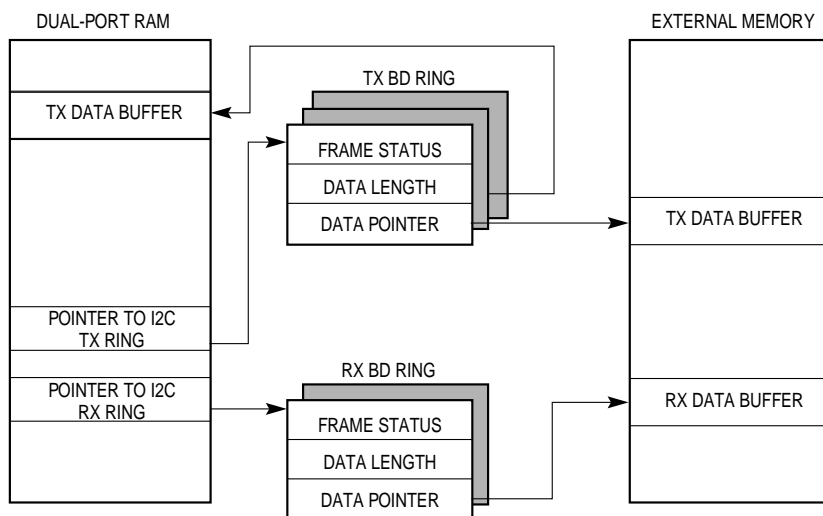 DUAL-PORT RAM
EXTERNAL MEMORY
TX BD RING
TX DATA BUFFER
FRAME STATUS
DATA LENGTH
DATA POINTER
TX DATA BUFFER
POINTER TO I2C
TX RING
POINTER TO I2C
RX RING
RX BD RING
FRAME STATUS
DATA LENGTH
DATA POINTER
RX DATA BUFFER